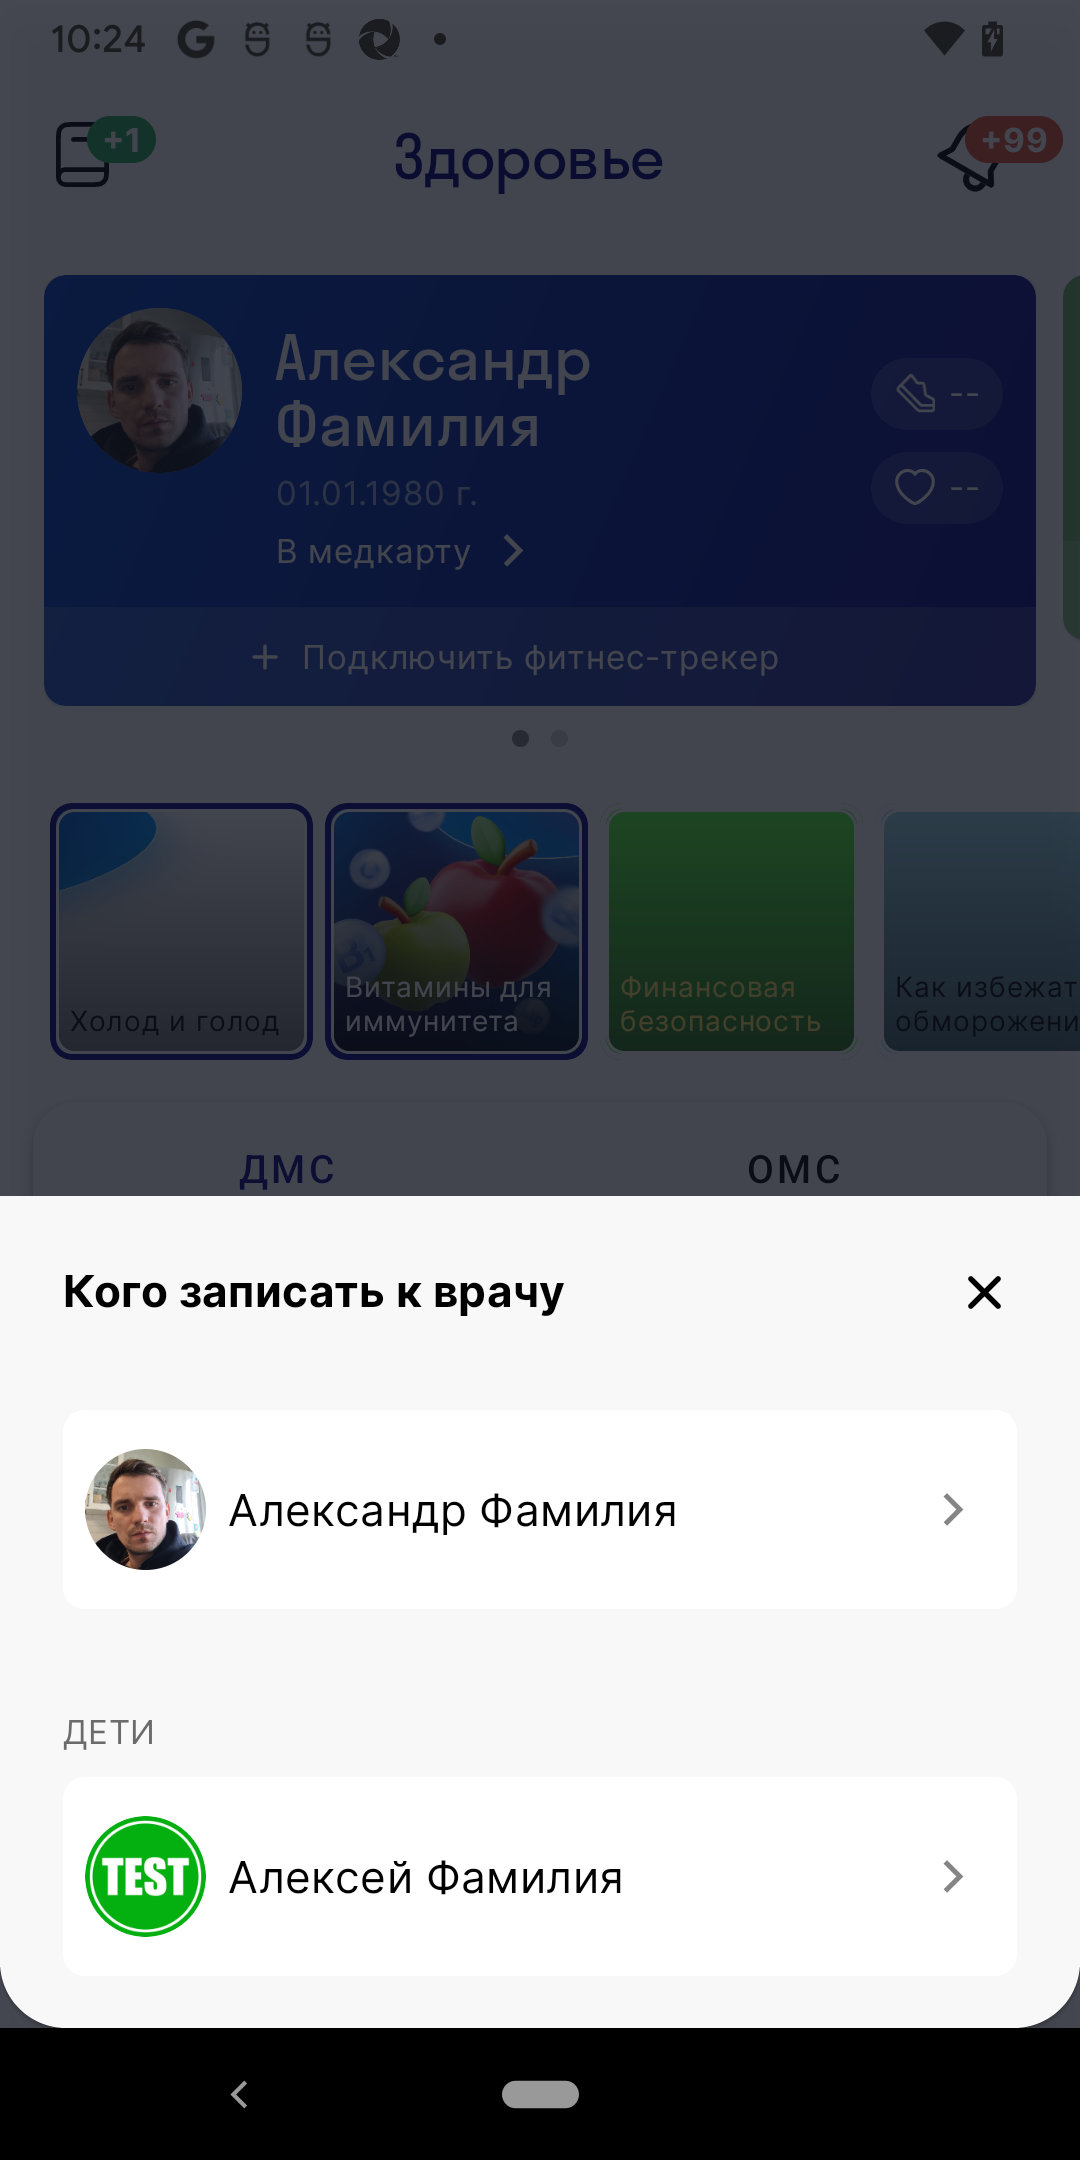 10:24
+1
Здоровье
+99
Александр
Фамилия
01.01.1980 г.
В медкарту
--
--
+ Подключить фитнес-трекер
Холод и голод
Витамины для
иммунитета
Финансовая
безопасность
Как избежат
обморожени
ДМС
ОМС
Кого записать к врачу
Александр Фамилия
ДЕТИ
TEST
Алексей Фамилия